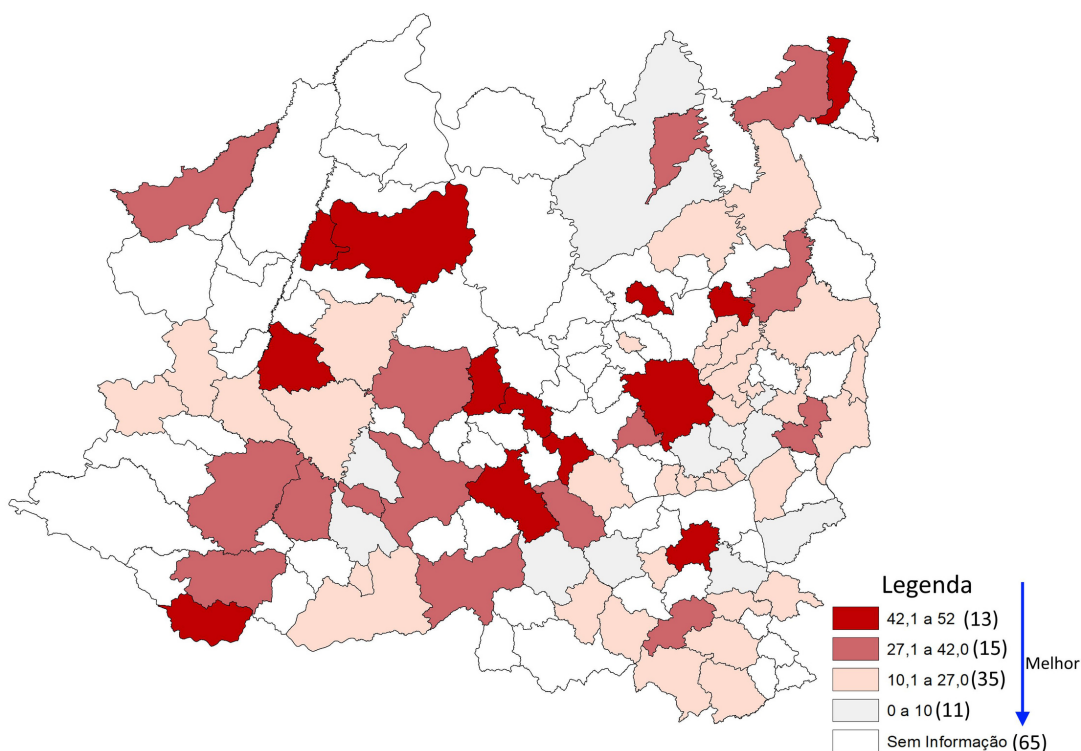 Legenda
42,1 a 52 (13)
27,1 a 42,0 (15)
10,1 a 27,0 (35)
0 a 10 (11)
Sem Informação (65)
Melhor